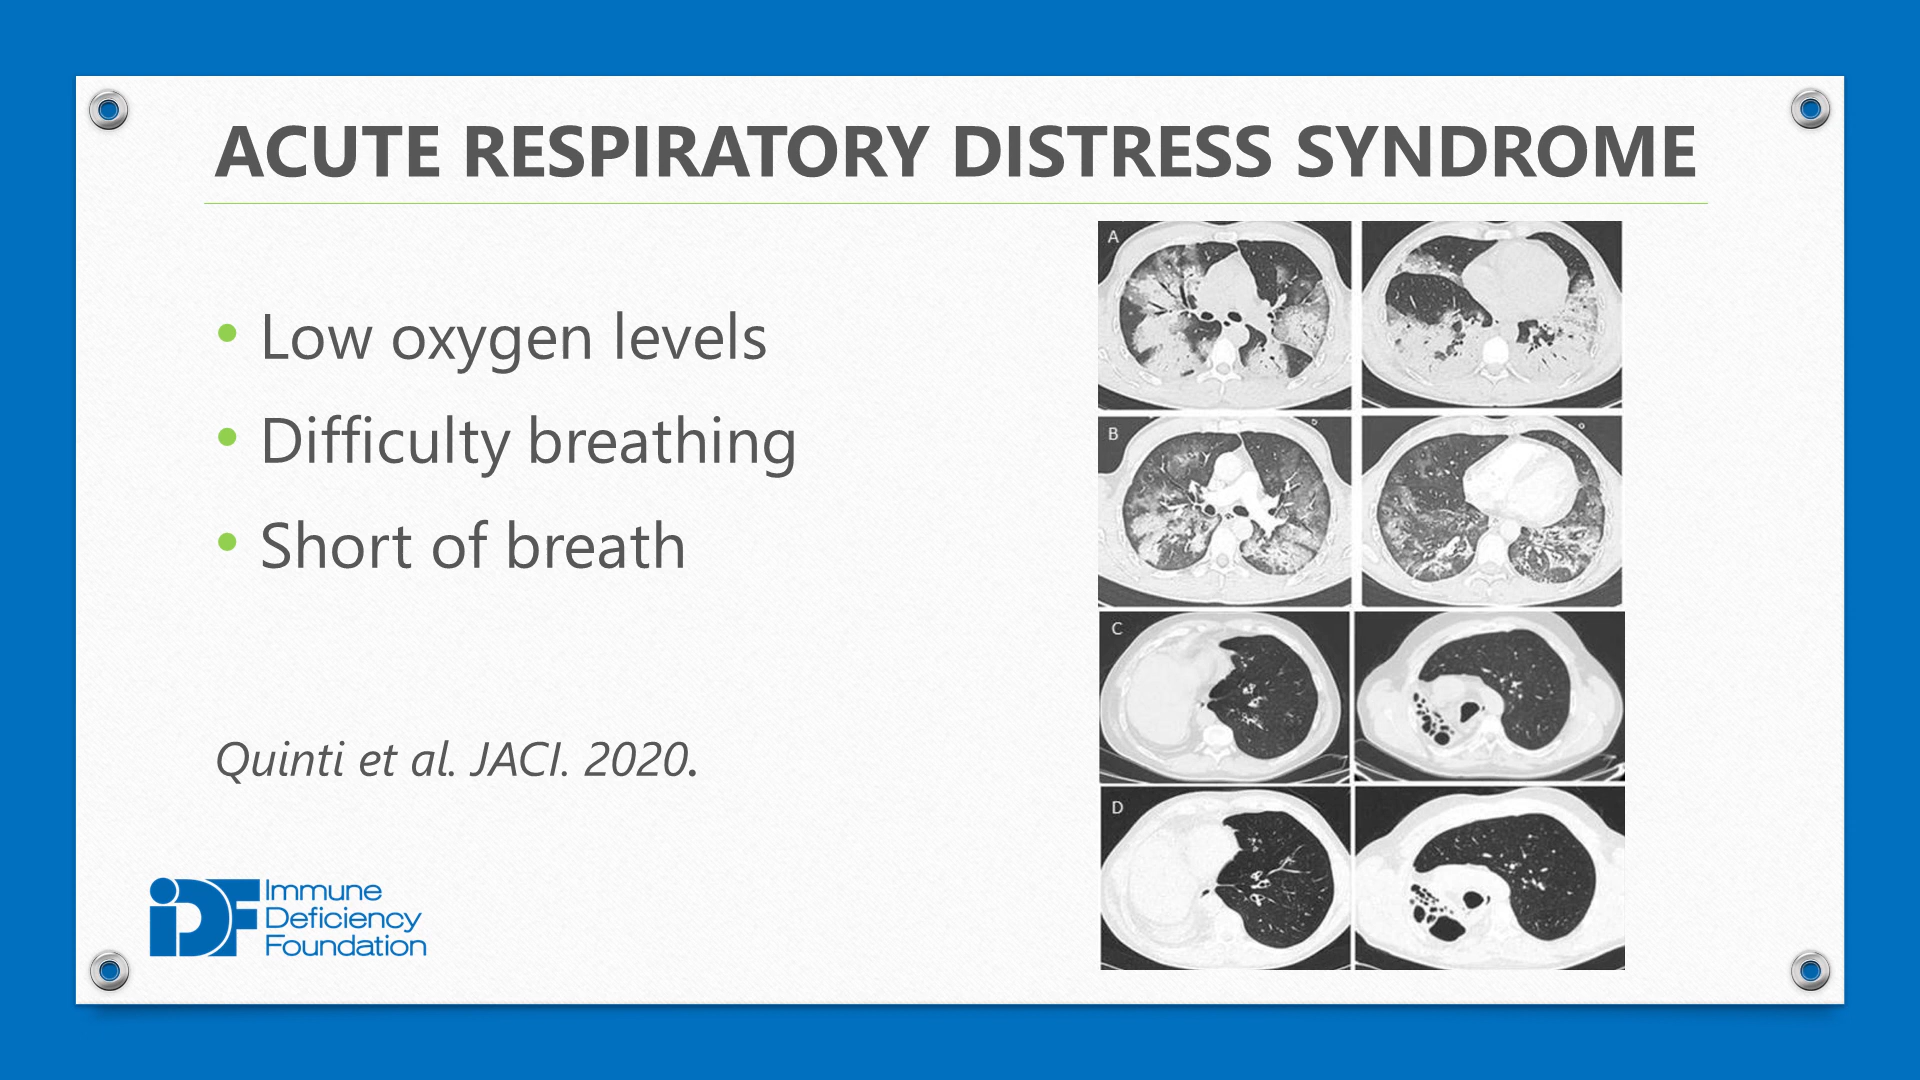 ACUTE RESPIRATORY DISTRESS SYNDROME
• Low oxygen levels
• Difficulty breathing
• Short of breath
Quinti et al. JACI. 2020.
A
B
C
D
iDF Immune
Deficiency
Foundation